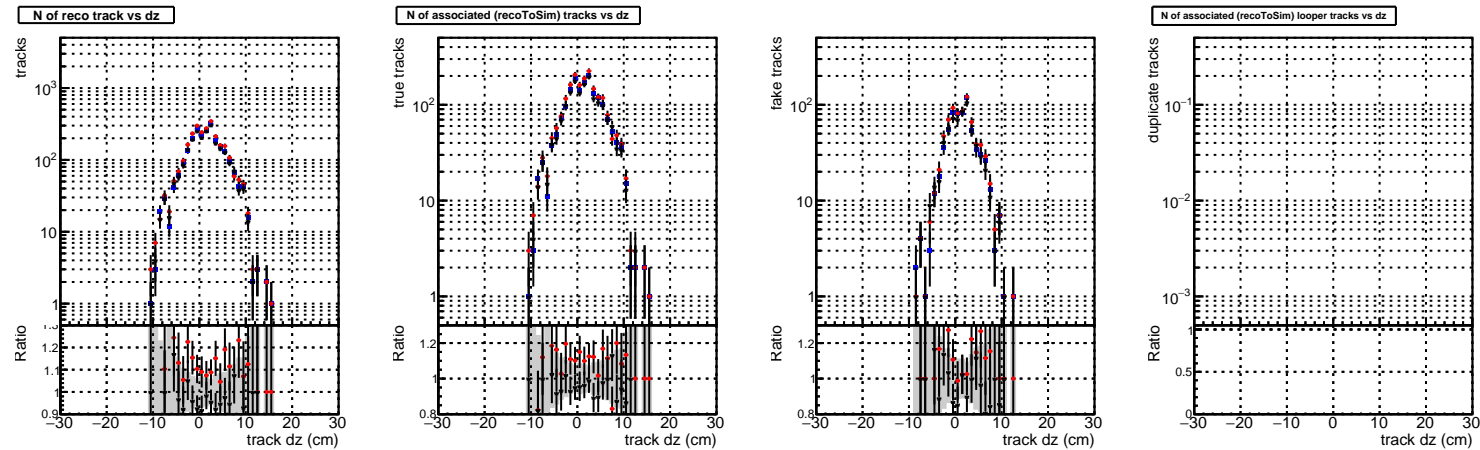 N of reco track vs dz
tracks
10³
10²
10
1
Ratio
1.3
1.2
1.1
1
0.9
−30 −20 −10 0 10 20 30
track dz (cm)
N of associated (recoToSim) tracks vs dz
true tracks
10²
10
1
Ratio
1.2
1
0.8
−30 −20 −10 0 10 20 30
track dz (cm)
fake tracks
10²
10
1
Ratio
1.2
1
0.8
−30 −20 −10 0 10 20 30
track dz (cm)
N of associated (recoToSim) looper tracks vs dz
duplicate tracks
10⁻¹
10⁻²
10⁻³
Ratio
1
0.5
0
−30 −20 −10 0 10 20 30
track dz (cm)